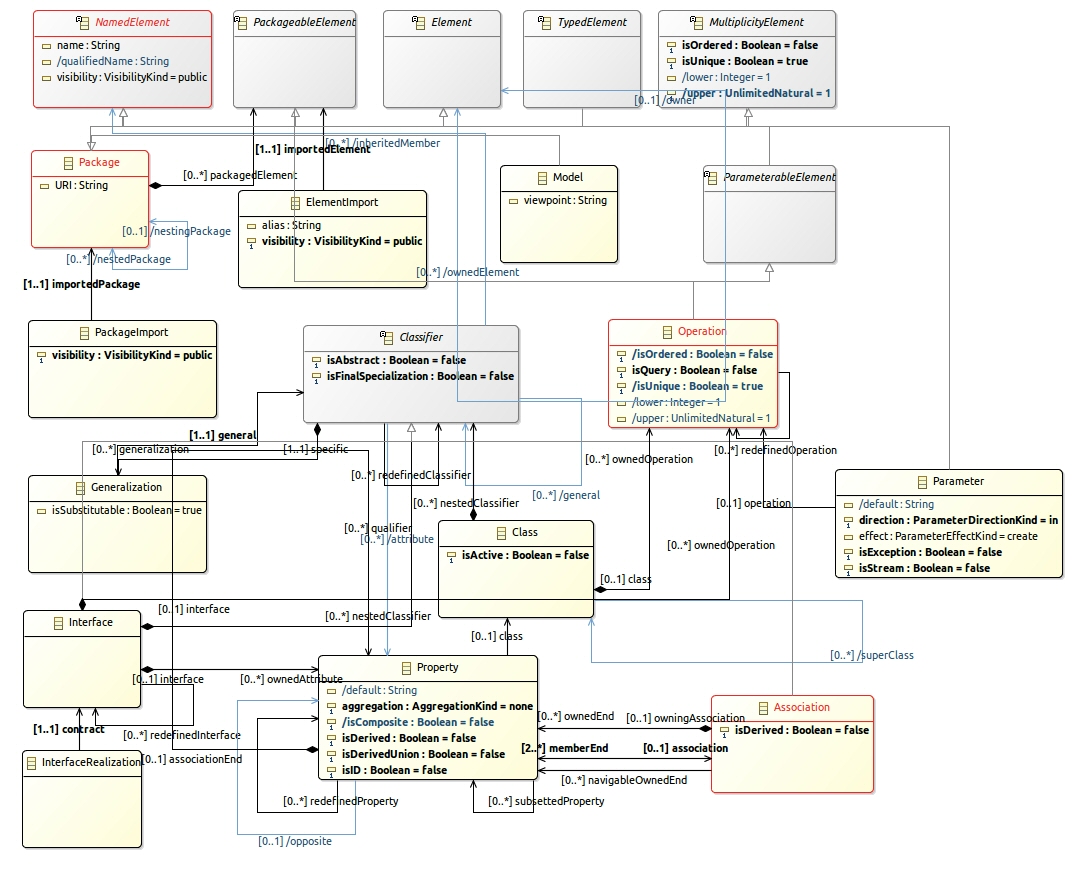 NamedElement
name : String
/qualifiedName : String
visibility : VisibilityKind = public
PackageableElement
Element
TypedElement
MultiplicityElement
isOrdered : Boolean = false
isUnique : Boolean = true
/lower : Integer = 1
/upper : UnlimitedNatural = 1
[0..1] /owner
[0..*] /inheritedMember
[1..1] importedElement
Package
URI : String
[0..*] packagedElement
[0..1] /nestingPackage
[0..*] /nestedPackage
[1..1] importedPackage
ElementImport
alias : String
visibility : VisibilityKind = public
Model
viewpoint : String
ParameterableElement
[0..*] /ownedElement
PackageImport
visibility : VisibilityKind = public
Classifier
isAbstract : Boolean = false
isFinalSpecialization : Boolean = false
Operation
/isOrdered : Boolean = false
isQuery : Boolean = false
/isUnique : Boolean = true
/lower : Integer = 1
/upper : UnlimitedNatural = 1
[1..1] general
[0..*] generalization
[1..1] specific
[0..*] redefinedClassifier
[0..*] /general
[0..*] nestedClassifier
[0..*] ownedOperation
[0..*] redefinedOperation
[0..1] operation
Generalization
isSubstitutable : Boolean = true
[0..*] qualifier
[0..*] /attribute
Class
isActive : Boolean = false
[0..*] ownedOperation
[0..1] class
Parameter
/default : String
direction : ParameterDirectionKind = in
effect : ParameterEffectKind = create
isException : Boolean = false
isStream : Boolean = false
[0..1] interface
[0..*] nestedClassifier
Interface
[0..1] class
[0..*] /superClass
[0..1] interface
[0..*] ownedAttribute
Property
/default : String
aggregation : AggregationKind = none
/isComposite : Boolean = false
isDerived : Boolean = false
isDerivedUnion : Boolean = false
isID : Boolean = false
[0..*] ownedEnd
[0..1] owningAssociation
[2..*] memberEnd
[0..1] association
[0..*] navigableOwnedEnd
Association
isDerived : Boolean = false
[1..1] contract
[0..*] redefinedInterface
[0..1] associationEnd
InterfaceRealization
[0..*] redefinedProperty
[0..*] subsettedProperty
[0..1] /opposite